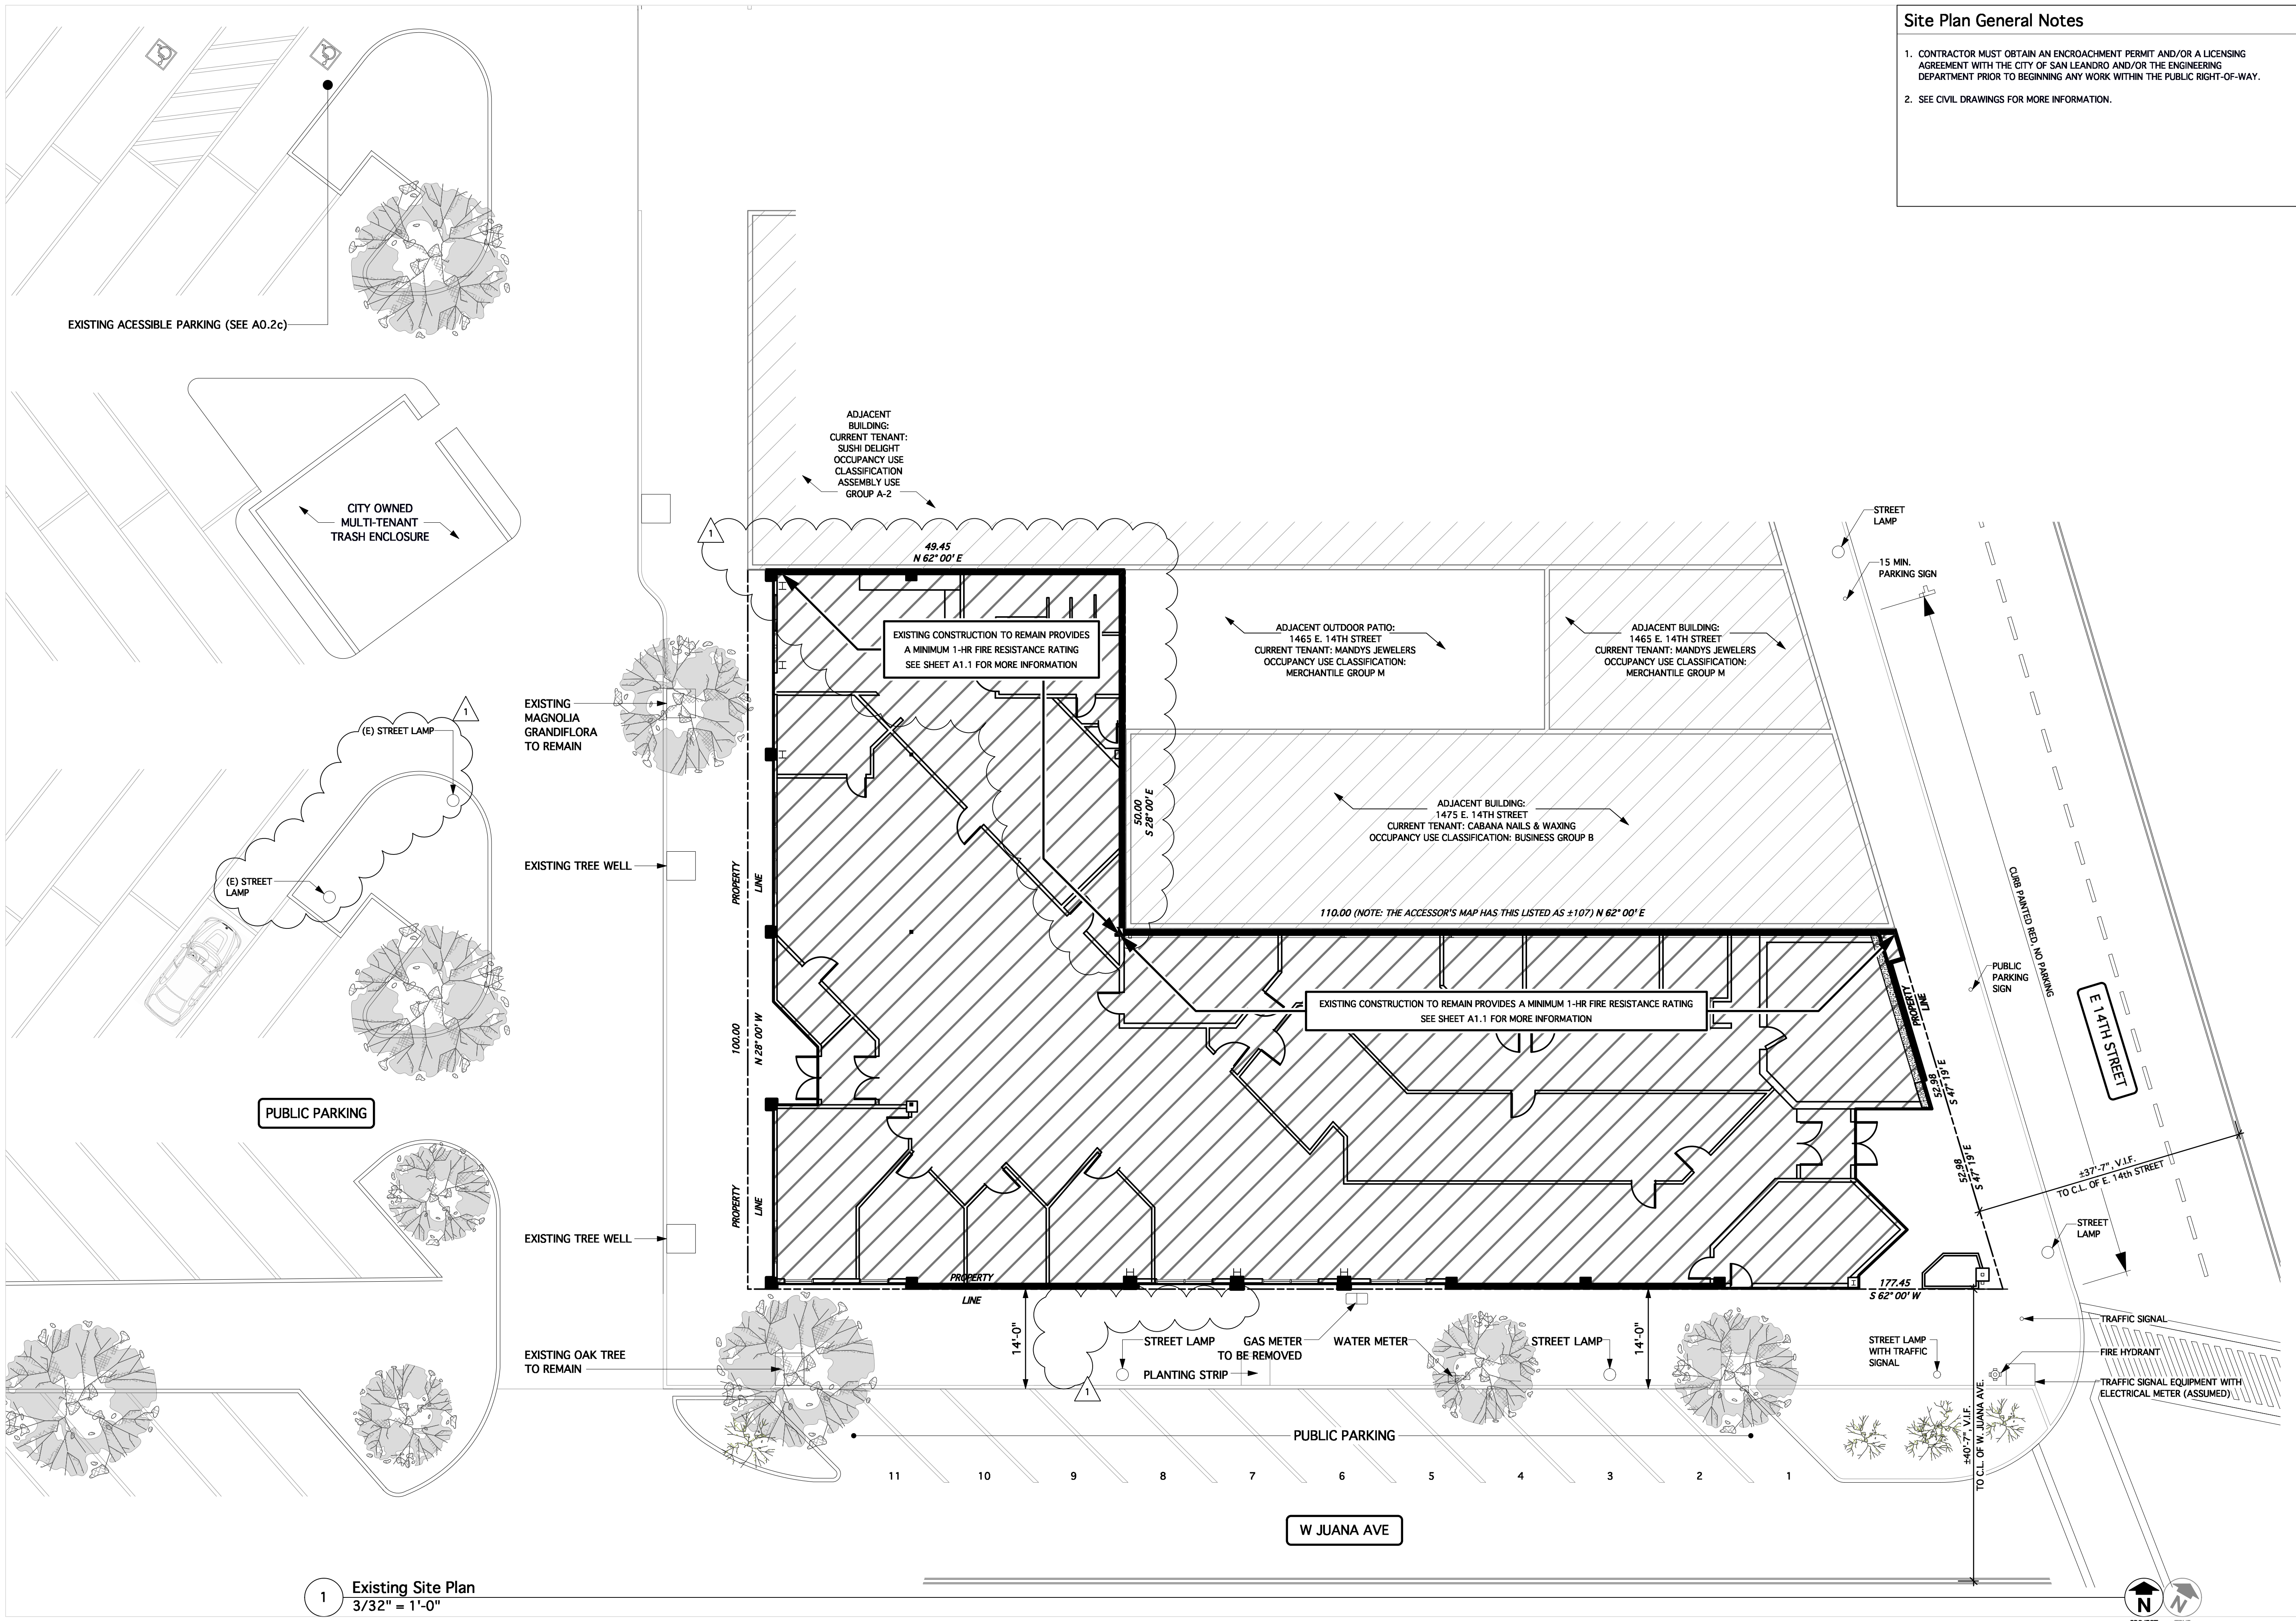 Site Plan General Notes
1. CONTRACTOR MUST OBTAIN AN ENCROACHMENT PERMIT AND/OR A LICENSING
AGREEMENT WITH THE CITY OF SAN LEANDRO AND/OR THE ENGINEERING
DEPARTMENT PRIOR TO BEGINNING ANY WORK WITHIN THE PUBLIC RIGHT-OF-WAY.
2. SEE CIVIL DRAWINGS FOR MORE INFORMATION.
EXISTING ACESSIBLE PARKING (SEE A0.2c)
ADJACENT
BUILDING:
CURRENT TENANT:
SUSHI DELIGHT
OCCUPANCY USE
CLASSIFICATION
ASSEMBLY USE
GROUP A-2
CITY OWNED
MULTI-TENANT
TRASH ENCLOSURE
STREET
LAMP
1
49.45
N 62° 00' E
15 MIN.
PARKING SIGN
EXISTING CONSTRUCTION TO REMAIN PROVIDES
A MINIMUM 1-HR FIRE RESISTANCE RATING
SEE SHEET A1.1 FOR MORE INFORMATION
ADJACENT OUTDOOR PATIO:
1465 E. 14TH STREET
CURRENT TENANT: MANDYS JEWELERS
OCCUPANCY USE CLASSIFICATION:
MERCHANTILE GROUP M
ADJACENT BUILDING:
1465 E. 14TH STREET
CURRENT TENANT: MANDYS JEWELERS
OCCUPANCY USE CLASSIFICATION:
MERCHANTILE GROUP M
EXISTING
MAGNOLIA
GRANDIFLORA
TO REMAIN
1
(E) STREET LAMP
50.00
S 28° 00' E
ADJACENT BUILDING:
1475 E. 14TH STREET
CURRENT TENANT: CABANA NAILS & WAXING
OCCUPANCY USE CLASSIFICATION: BUSINESS GROUP B
EXISTING TREE WELL
(E) STREET
LAMP
PROPERTY
LINE
110.00 (NOTE: THE ACCESSOR'S MAP HAS THIS LISTED AS ±107) N 62° 00' E
CURB PAINTED RED, NO PARKING
PUBLIC
PARKING
SIGN
PROPERTY
LINE
E 14TH STREET
EXISTING CONSTRUCTION TO REMAIN PROVIDES A MINIMUM 1-HR FIRE RESISTANCE RATING
SEE SHEET A1.1 FOR MORE INFORMATION
100.00
N 28° 00' W
52.98
S 47° 19' E
PUBLIC PARKING
52.98
S 47° 19' E
±37'-7", V.I.F.
TO C.L. OF E. 14th STREET
PROPERTY
LINE
EXISTING TREE WELL
STREET
LAMP
PROPERTY
LINE
177.45
S 62° 00' W
14'-0"
STREET LAMP
GAS METER
TO BE REMOVED
WATER METER
STREET LAMP
14'-0"
STREET LAMP
WITH TRAFFIC
SIGNAL
TRAFFIC SIGNAL
FIRE HYDRANT
TRAFFIC SIGNAL EQUIPMENT WITH
ELECTRICAL METER (ASSUMED)
EXISTING OAK TREE
TO REMAIN
PLANTING STRIP
1
±40'-7", V.I.F.
TO C.L. OF W. JUANA AVE.
PUBLIC PARKING
11 10 9 8 7 6 5 4 3 2 1
W JUANA AVE
1
Existing Site Plan
3/32" = 1'-0"
N
N